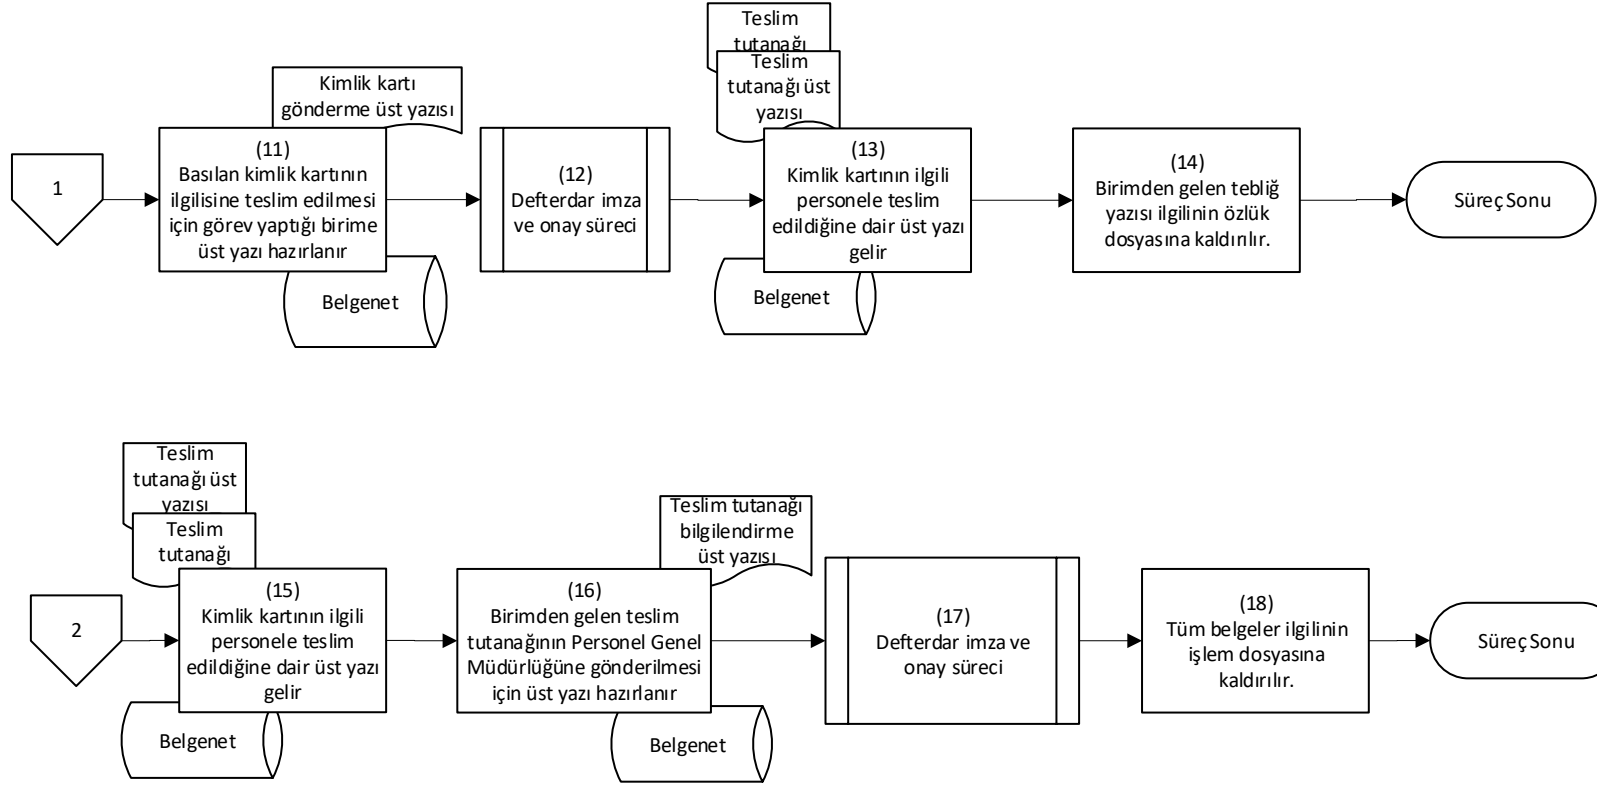 1
Kimlik kartı
gönderme üst yazısı
(11)
Basılan kimlik kartının
ilgilisine teslim edilmesi
için görev yaptığı birime
üst yazı hazırlanır
Belgenet
(12)
Defterdar imza
ve onay süreci
Teslim
tutanağı
Teslim
tutanağı üst
yazısı
(13)
Kimlik kartının ilgili
personele teslim
edildiğine dair üst yazı
gelir
Belgenet
(14)
Birimden gelen tebliğ
yazısı ilgilinin özlük
dosyasına kaldırılır.
Süreç Sonu
2
Teslim
tutanağı üst
yazısı
Teslim
tutanağı
(15)
Kimlik kartının ilgili
personele teslim
edildiğine dair üst yazı
gelir
Belgenet
Teslim tutanağı
bilgilendirme
üst yazısı
(16)
Birimden gelen teslim
tutanağının Personel Genel
Müdürlüğüne gönderilmesi
için üst yazı hazırlanır
Belgenet
(17)
Defterdar imza ve
onay süreci
(18)
Tüm belgeler ilgilinin
işlem dosyasına
kaldırılır.
Süreç Sonu